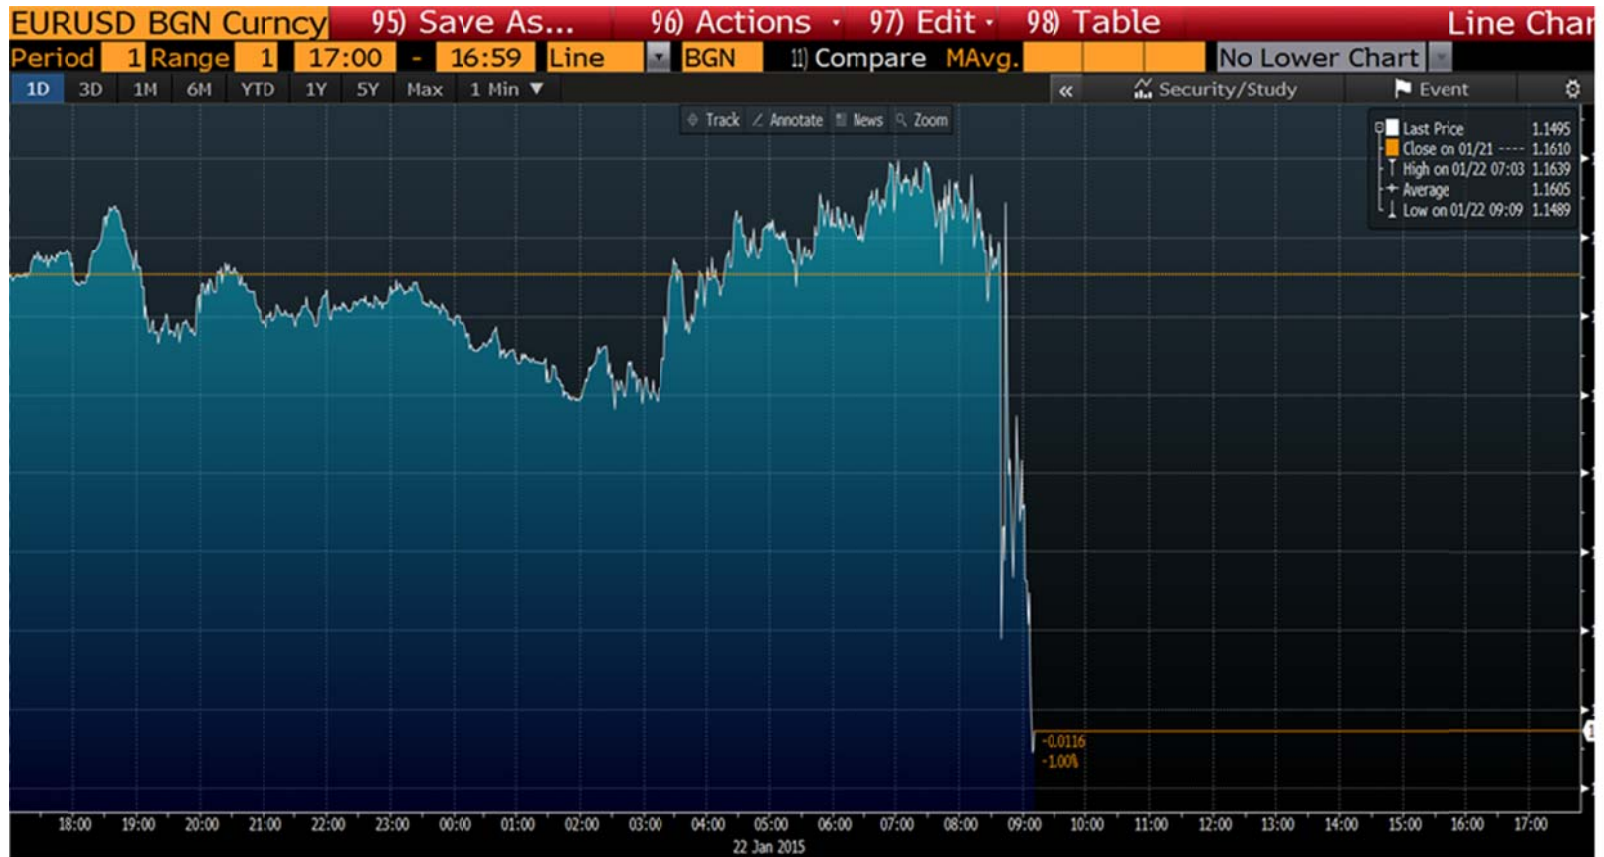 EURUSD BGN Curncy 95) Save As... 96) Actions 97) Edit 98) Table Line Char
Period 1 Range 1 17:00 - 16:59 Line BGN 11) Compare MAvg. No Lower Chart
1D 3D 1M 6M YTD 1Y 5Y Max 1 Min ▼ « Security/Study Event
Track Annotate News Zoom
Last Price 1.1495
Close on 01/21 ---- 1.1610
High on 01/22 07:03 1.1639
Average 1.1605
Low on 01/22 09:09 1.1489
-0.0116
-1.00%
18:00 19:00 20:00 21:00 22:00 23:00 00:00 01:00 02:00 03:00 04:00 05:00 06:00 07:00 08:00 09:00 10:00 11:00 12:00 13:00 14:00 15:00 16:00 17:00
22 Jan 2015